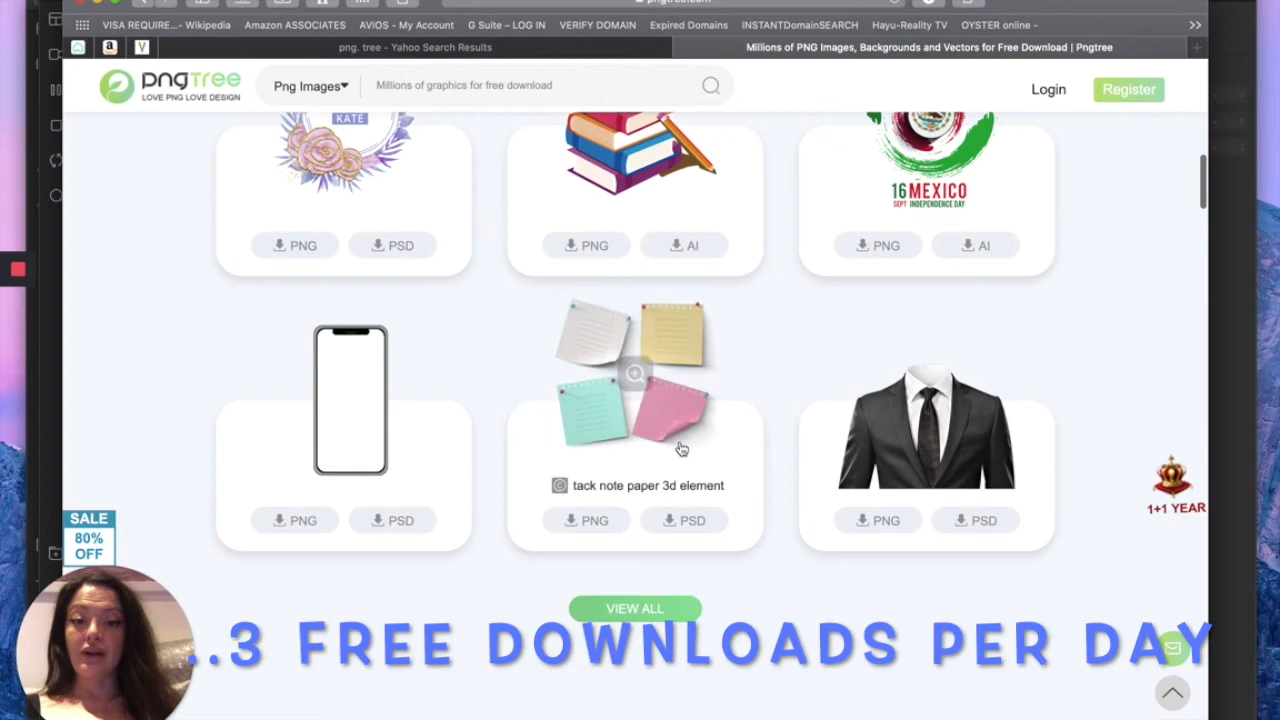 pngtree.com
VISA REQUIRE... - Wikipedia Amazon ASSOCIATES AVIOS - My Account G Suite – LOG IN VERIFY DOMAIN Expired Domains INSTANTDomainSEARCH Hayu-Reality TV OYSTER online -
png. tree - Yahoo Search Results Millions of PNG Images, Backgrounds and Vectors for Free Download | Pngtree
pngtree
LOVE PNG LOVE DESIGN
Png Images Millions of graphics for free download Login Register
KATE
16 MEXICO
SEPT INDEPENDENCE DAY
PNG PSD PNG AI PNG AI
tack note paper 3d element
PNG PSD PNG PSD PNG PSD
1+1 YEAR
SALE
80%
OFF
VIEW ALL
..3 FREE DOWNLOADS PER DAY